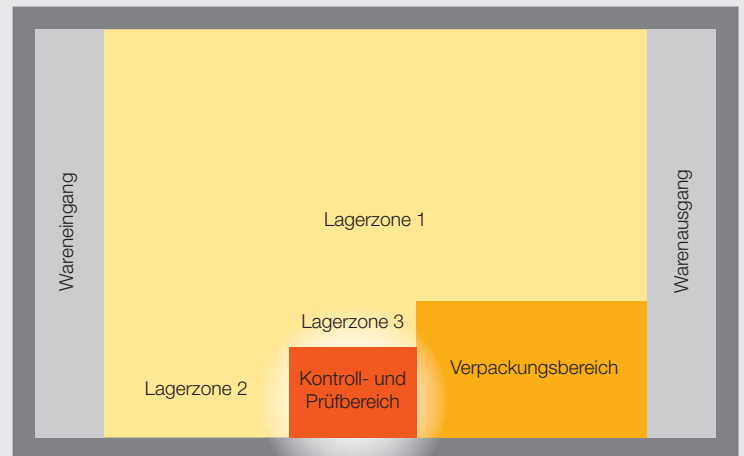 Wareneingang
Lagerzone 1
Warenausgang
Lagerzone 3
Lagerzone 2
Kontroll- und
Prüfbereich
Verpackungsbereich